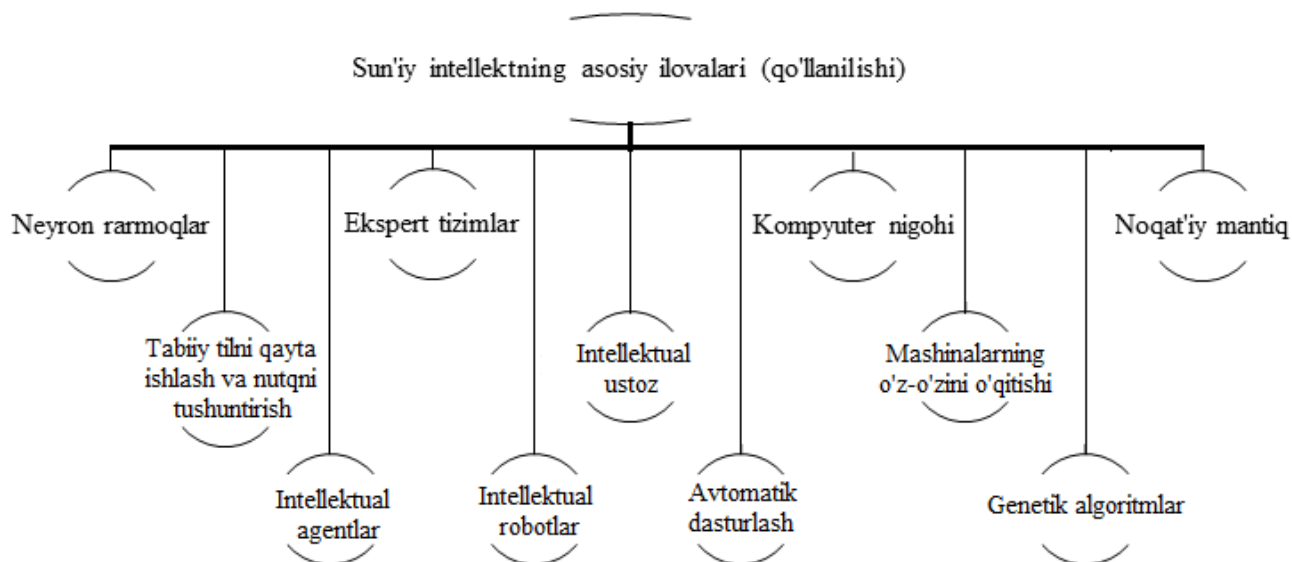 Sun'iy intellektning asosiy ilovalari (qo'llanilishi)
Neyron rarmoqlar
Ekspert tizimlar
Kompyuter nigohi
Noqat'iy mantiq
Tabiiy tilni qayta
ishlash va nutqni
tushuntirish
Intellektual
ustoz
Mashinalarning
o'z-o'zini o'qitishi
Intellektual
agentlar
Intellektual
robotlar
Avtomatik
dasturlash
Genetik algoritmlar